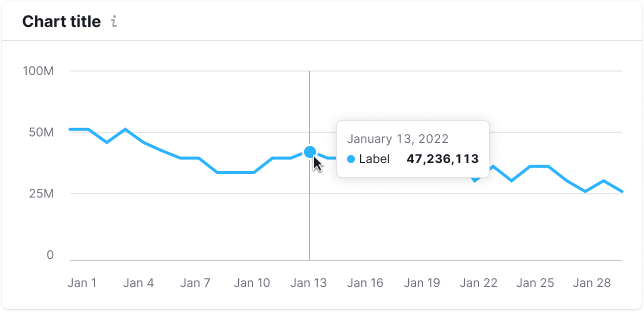 Chart title i
100M
50M
25M
0
January 13, 2022
Label 47,236,113
Jan 1 Jan 4 Jan 7 Jan 10 Jan 13 Jan 16 Jan 19 Jan 22 Jan 25 Jan 28